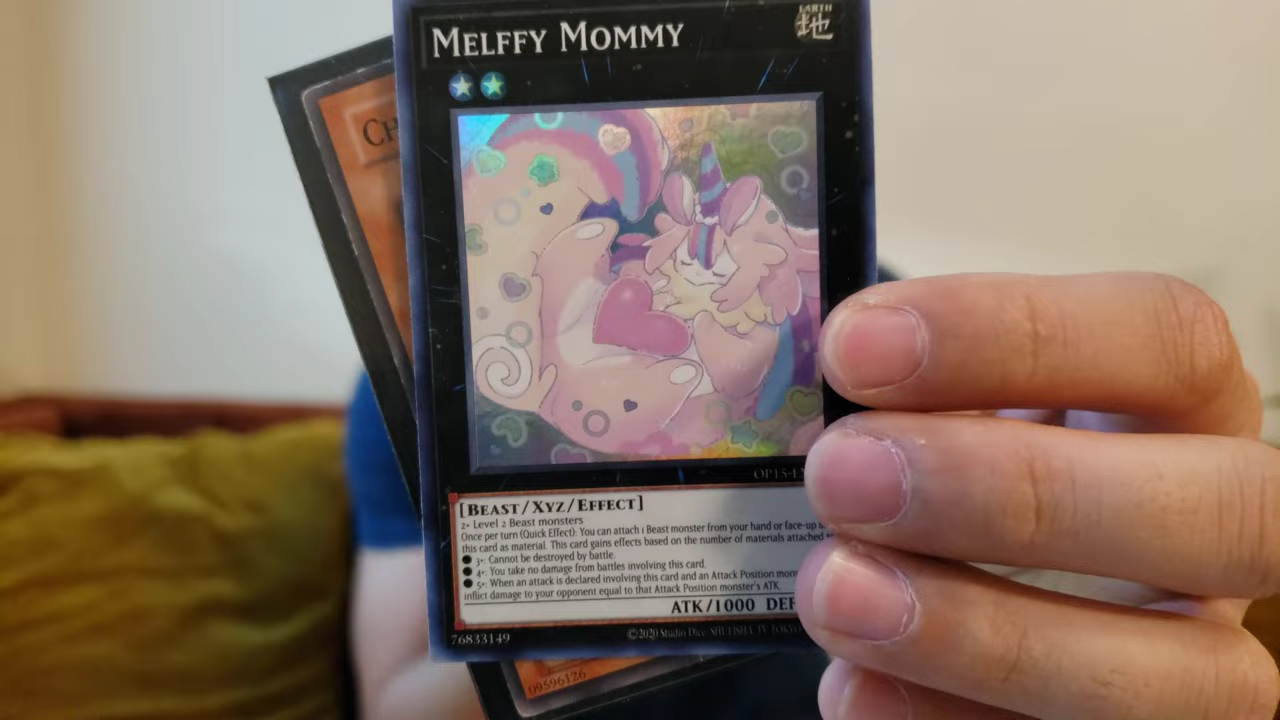 MELFFY MOMMY
EARTH
地
CH
OP15-E
[BEAST/XYZ/EFFECT]
2+ Level 2 Beast monsters
Once per turn (Quick Effect): You can attach 1 Beast monster from your hand or face-up
this card as material. This card gains effects based on the number of materials attached
● 3+: Cannot be destroyed by battle.
● 4+: You take no damage from battles involving this card.
● 5+: When an attack is declared involving this card and an Attack Position
inflict damage to your opponent equal to that Attack Position monster's ATK.
ATK/1000 DEF
76833149
©2020 Studio Dice/SHUEISHA, TV TOKYO
09596126